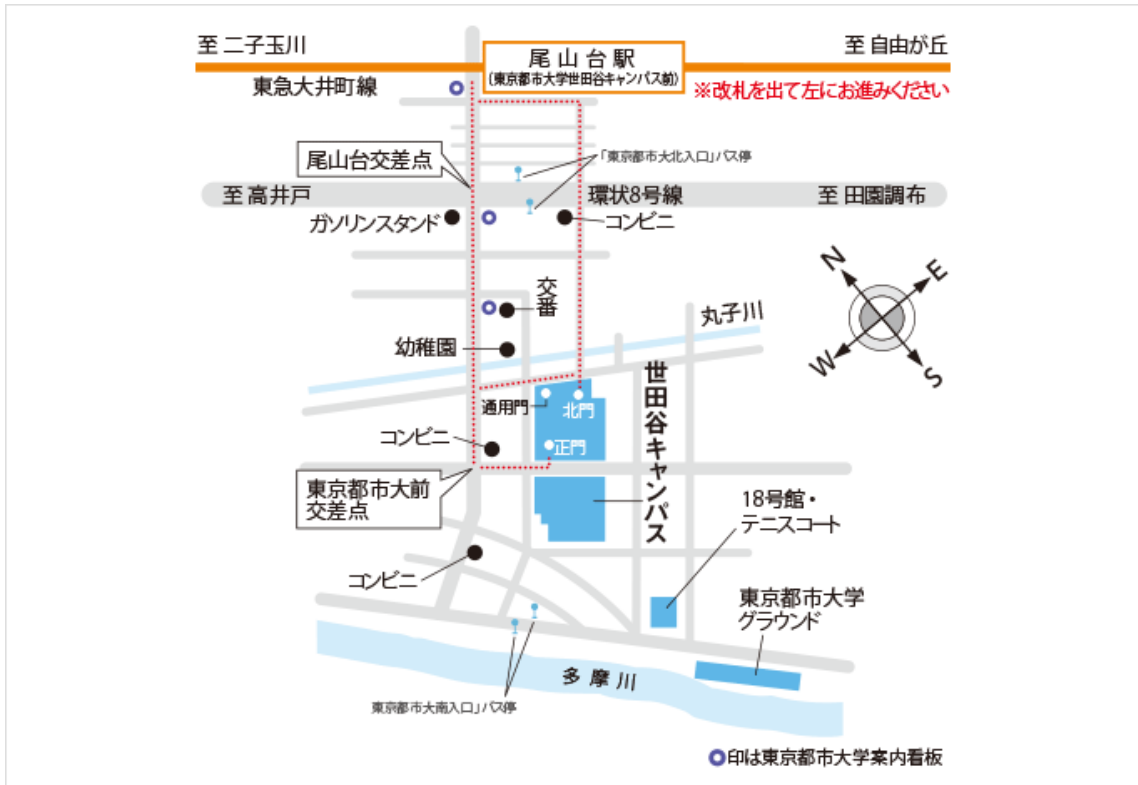 至 二子玉川
尾山台駅
(東京都市大学世田谷キャンパス前)
至 自由が丘
東急大井町線
※改札を出て左にお進みください
尾山台交差点
「東京都市大北入口」バス停
至 高井戸
環状8号線
至 田園調布
ガソリンスタンド
コンビニ
交番
N
E
W
S
幼稚園
丸子川
世田谷キャンパス
通用門
北門
コンビニ
正門
東京都市大前
交差点
18号館・
テニスコート
コンビニ
東京都市大学
グラウンド
多摩川
東京都市大南入口」バス停
印は東京都市大学案内看板